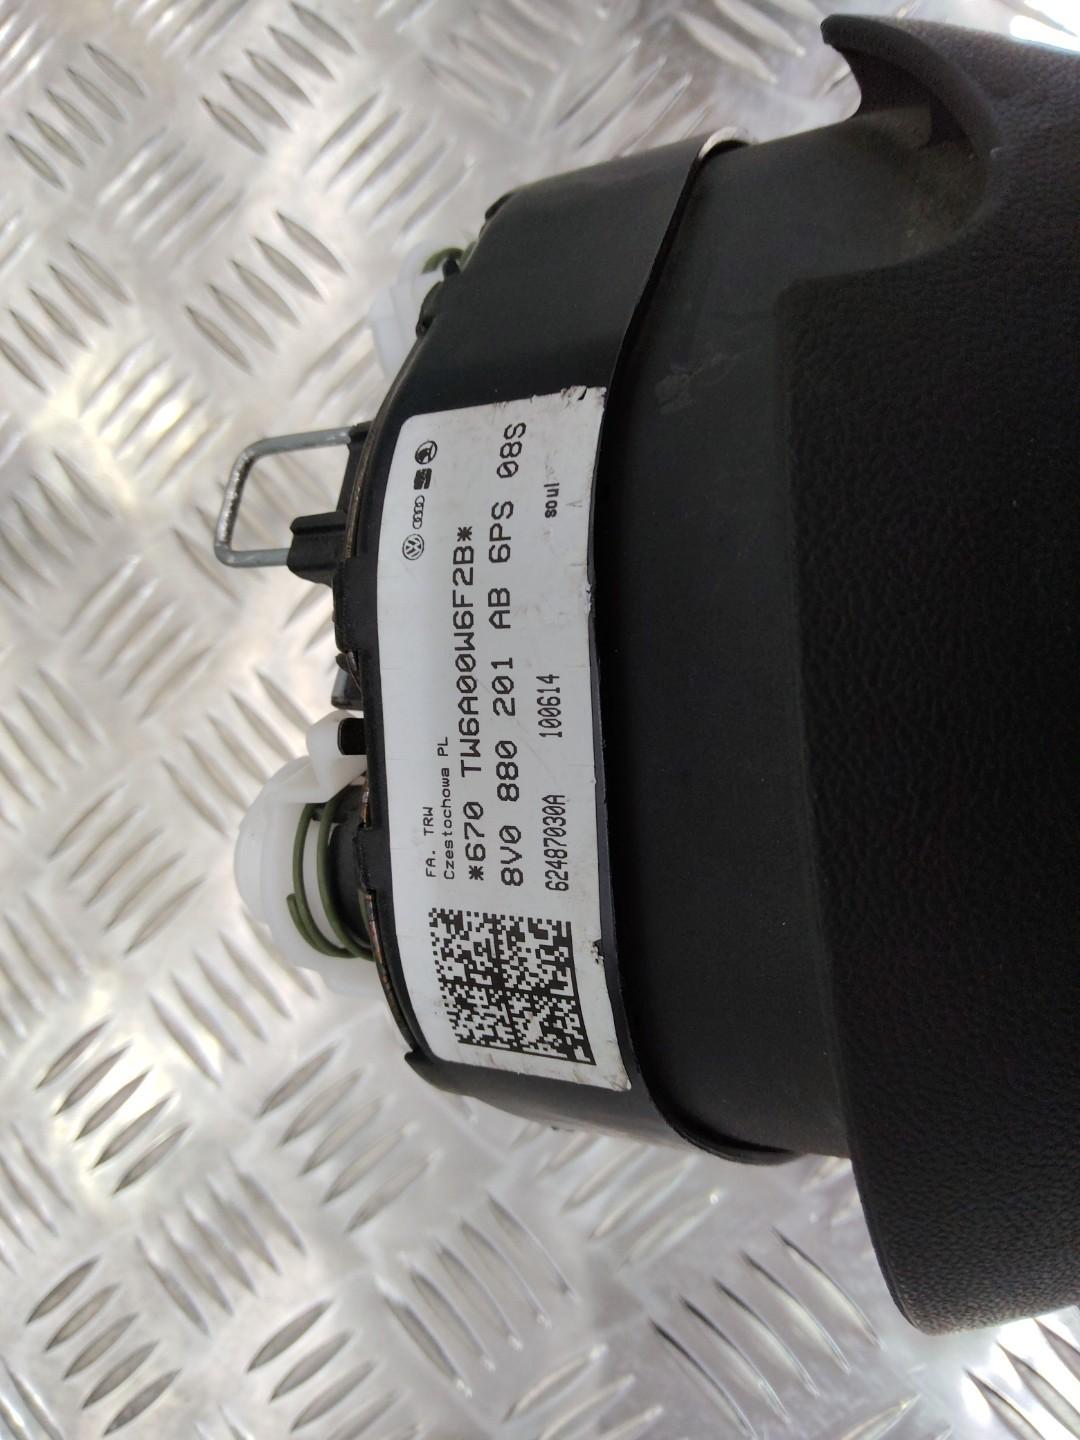 FA. TRW
Czestochowa PL
*670 TW6A00W6F2B*
8V0 880 201 AB 6PS 08S
62487030A 100614 soul